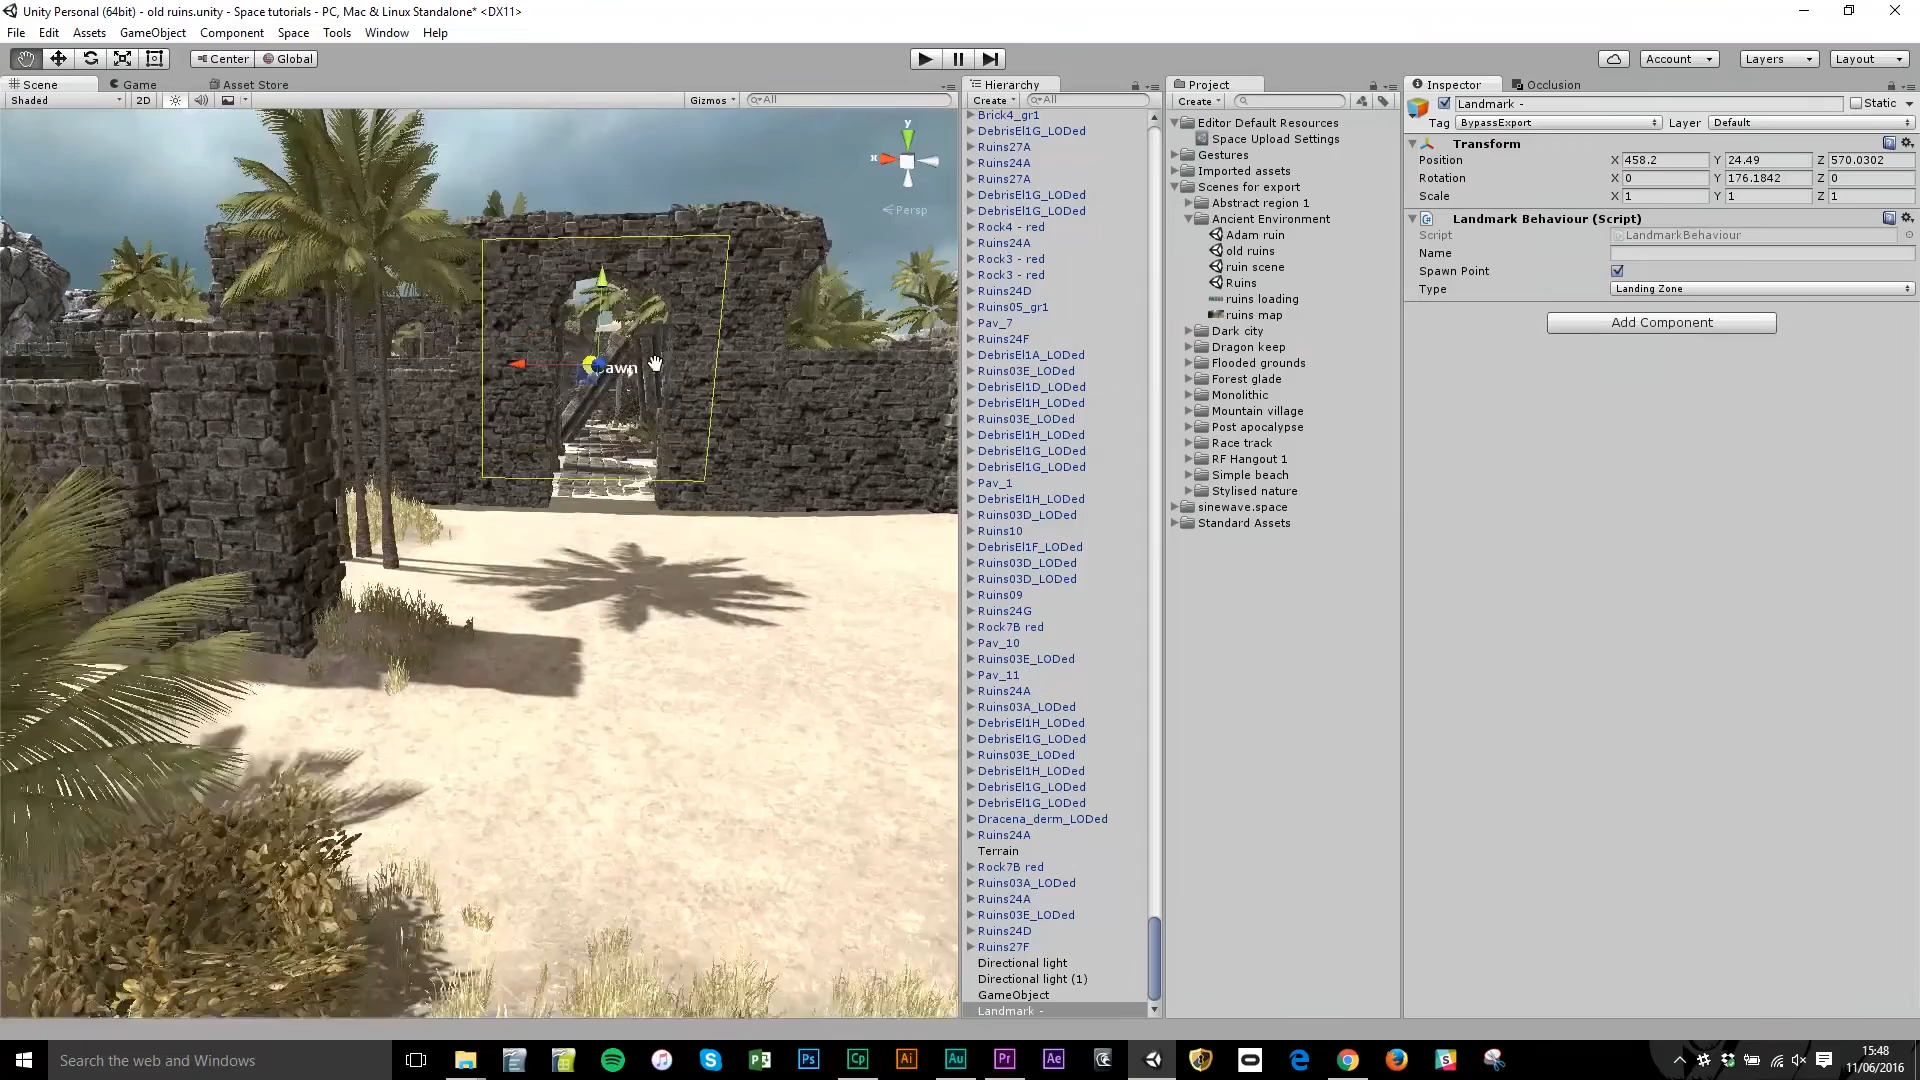 Unity Personal (64bit) - old ruins.unity - Space tutorials - PC, Mac & Linux Standalone* <DX11>
File Edit Assets GameObject Component Space Tools Window Help
Center Global Account Layers Layout
Scene Game Asset Store
Shaded 2D Gizmos All
y
x
Persp
Hierarchy
Create All
Brick4_gr1
DebrisEl1G_LODed
Ruins27A
Ruins24A
Ruins27A
DebrisEl1G_LODed
DebrisEl1G_LODed
Rock4 - red
Ruins24A
Rock3 - red
Rock3 - red
Ruins24D
Ruins05_gr1
Pav_7
Ruins24F
DebrisEl1A_LODed
Ruins03E_LODed
DebrisEl1D_LODed
DebrisEl1H_LODed
Ruins03E_LODed
DebrisEl1H_LODed
DebrisEl1G_LODed
DebrisEl1G_LODed
Pav_1
DebrisEl1H_LODed
Ruins03D_LODed
Ruins10
DebrisEl1F_LODed
Ruins03D_LODed
Ruins03D_LODed
Ruins09
Ruins24G
Rock7B red
Pav_10
Ruins03E_LODed
Pav_11
Ruins24A
Ruins03A_LODed
DebrisEl1H_LODed
DebrisEl1G_LODed
Ruins03E_LODed
DebrisEl1H_LODed
DebrisEl1G_LODed
DebrisEl1G_LODed
Dracena_derm_LODed
Ruins24A
Terrain
Rock7B red
Ruins03A_LODed
Ruins24A
Ruins03E_LODed
Ruins24D
Ruins27F
Directional light
Directional light (1)
GameObject
Landmark -
Project
Create
Editor Default Resources
Space Upload Settings
Gestures
Imported assets
Scenes for export
Abstract region 1
Ancient Environment
Adam ruin
old ruins
ruin scene
Ruins
ruins loading
ruins map
Dark city
Dragon keep
Flooded grounds
Forest glade
Monolithic
Mountain village
Post apocalypse
Race track
RF Hangout 1
Simple beach
Stylised nature
sinewave.space
Standard Assets
Inspector Occlusion
Landmark - Static
Tag BypassExport Layer Default
Transform
Position X 458.2 Y 24.49 Z 570.0302
Rotation X 0 Y 176.1842 Z 0
Scale X 1 Y 1 Z 1
Landmark Behaviour (Script)
Script LandmarkBehaviour
Name
Spawn Point
Type Landing Zone
Add Component
Search the web and Windows
Ps Cp Ai Au Pr Ae
15:48
11/06/2016